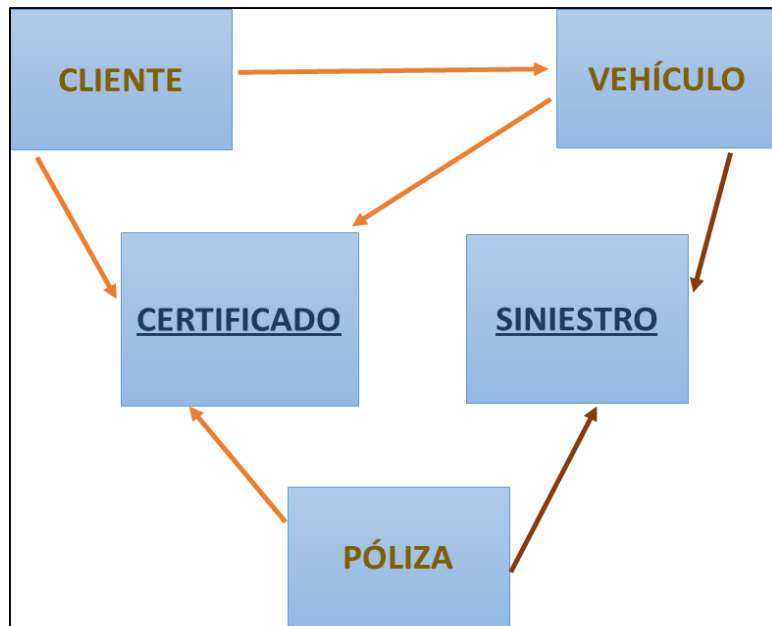 CLIENTE
VEHÍCULO
CERTIFICADO
SINIESTRO
PÓLIZA